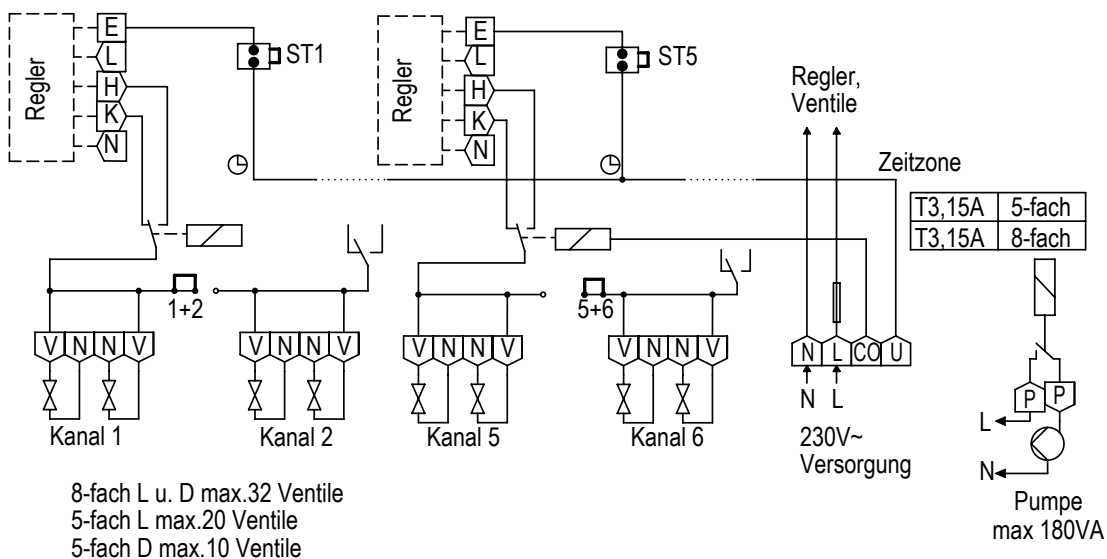 Regler
E
L
H
K
N
ST1
Regler
E
L
H
K
N
ST5
Regler,
Ventile
Zeitzone
T3,15A 5-fach
T3,15A 8-fach
1+2
5+6
V N N V
V N N V
V N N V
V N N V
N L CO U
N L
P P
L
N
Kanal 1
Kanal 2
Kanal 5
Kanal 6
230V~
Versorgung
Pumpe
max 180VA
8-fach L u. D max.32 Ventile
5-fach L max.20 Ventile
5-fach D max.10 Ventile